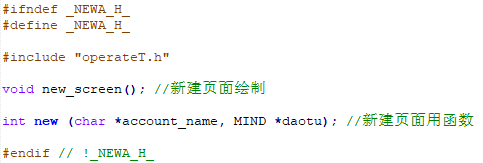 #ifndef _NEWA_H_
#define _NEWA_H_
#include "operateT.h"
void new_screen(); //新建页面绘制
int new (char *account_name, MIND *daotu); //新建页面用函数
#endif // !_NEWA_H_